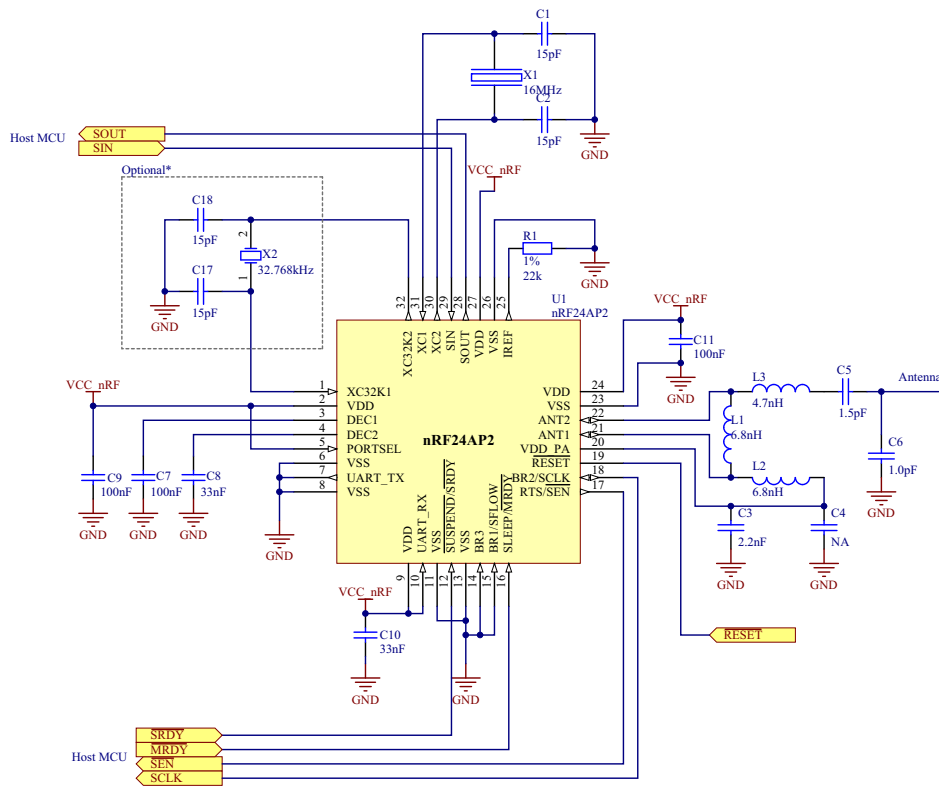 C1
15pF
X1
16MHz
C2
15pF
GND
Host MCU
SOUT
SIN
VCC_nRF
Optional*
C18
15pF
2
X2
32.768kHz
1
C17
15pF
GND
R1
1%
22k
GND
U1
nRF24AP2
32 31 30 29 28 27 26 25
XC32K2 XC1 XC2 SIN SOUT VDD VSS IREF
VCC_nRF
C11
100nF
GND
1 XC32K1
2 VDD
3 DEC1
4 DEC2
5 PORTSEL
6 VSS
7 UART_TX
8 VSS
nRF24AP2
VDD 24
VSS 23
ANT2 22
ANT1 21
VDD_PA 20
RESET 19
BR2/SCLK 18
RTS/SEN 17
VCC_nRF
C9
100nF
GND
C7
100nF
GND
C8
33nF
GND
GND
L3
4.7nH
C5
1.5pF
Antenna
L1
6.8nH
L2
6.8nH
C6
1.0pF
GND
C3
2.2nF
GND
C4
NA
GND
VDD UART_RX VSS SUSPEND/SRDY VSS BR3 BR1/SFLOW SLEEP/MRDY
9 10 11 12 13 14 15 16
VCC_nRF
C10
33nF
GND
GND
RESET
Host MCU
SRDY
MRDY
SEN
SCLK